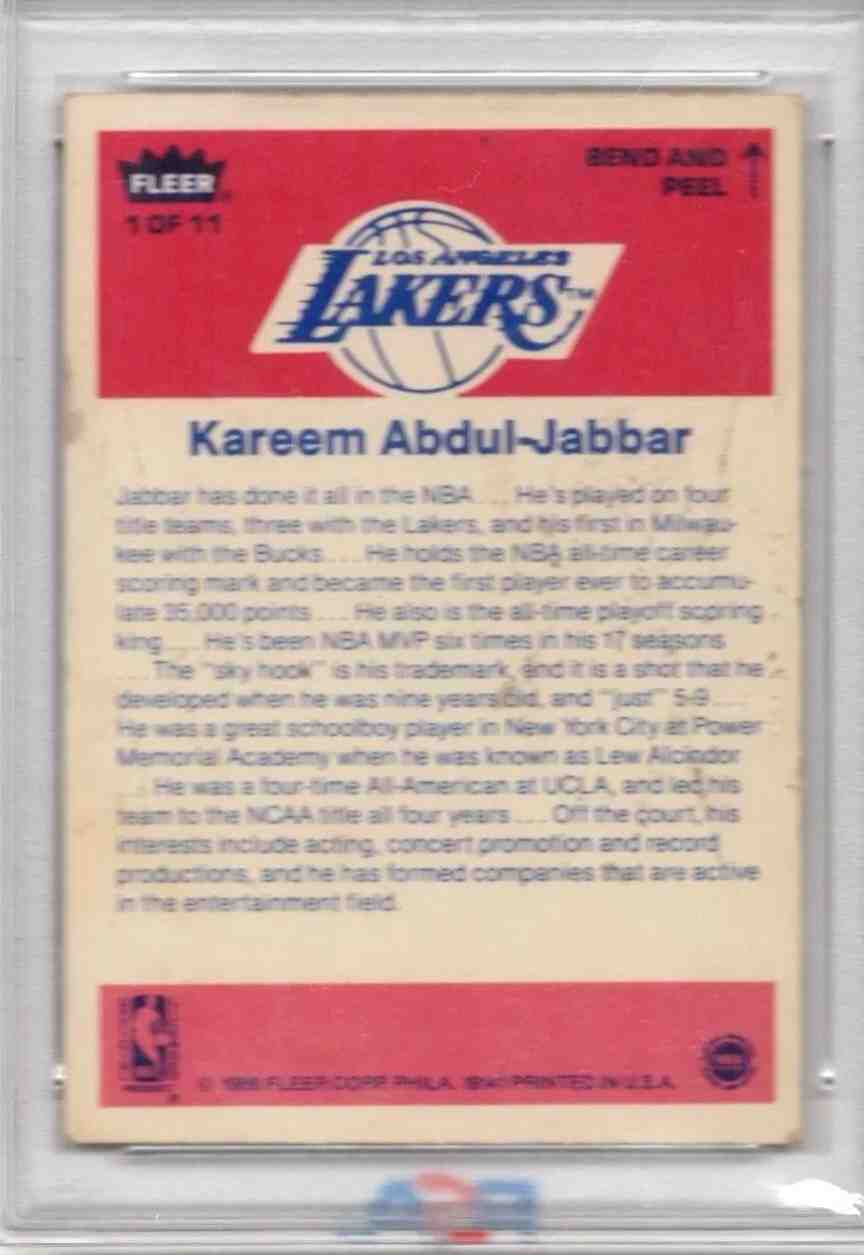 FLEER
1 OF 11
BEND AND
PEEL
LOS ANGELES
LAKERS™
Kareem Abdul-Jabbar
Jabbar has done it all in the NBA . . . He's played on four
title teams, three with the Lakers, and his first in Milwau-
kee with the Bucks . . . He holds the NBA all-time career
scoring mark and became the first player ever to accumu-
late 35,000 points . . . He also is the all-time playoff scoring
king . . . He's been NBA MVP six times in his 17 seasons
. . . The "sky hook" is his trademark, and it is a shot that he
developed when he was nine years old, and "just" 5-9 . . .
He was a great schoolboy player in New York City at Power
Memorial Academy when he was known as Lew Alcindor
. . . He was a four-time All-American at UCLA, and led his
team to the NCAA title all four years . . . Off the court, his
interests include acting, concert promotion and record
productions, and he has formed companies that are active
in the entertainment field.
© 1986 FLEER CORP. PHILA. 19141 PRINTED IN U.S.A.